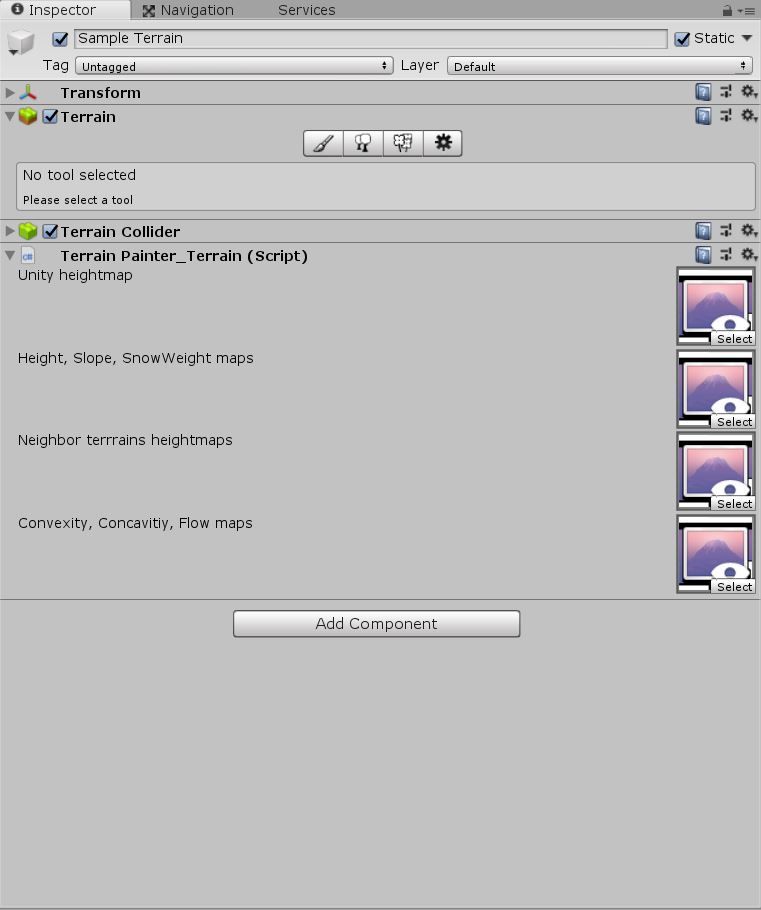 Inspector Navigation Services
Sample Terrain Static
Tag Untagged Layer Default
Transform
Terrain
No tool selected
Please select a tool
Terrain Collider
Terrain Painter_Terrain (Script)
Unity heightmap
Select
Height, Slope, SnowWeight maps
Select
Neighbor terrrains heightmaps
Select
Convexity, Concavitiy, Flow maps
Select
Add Component